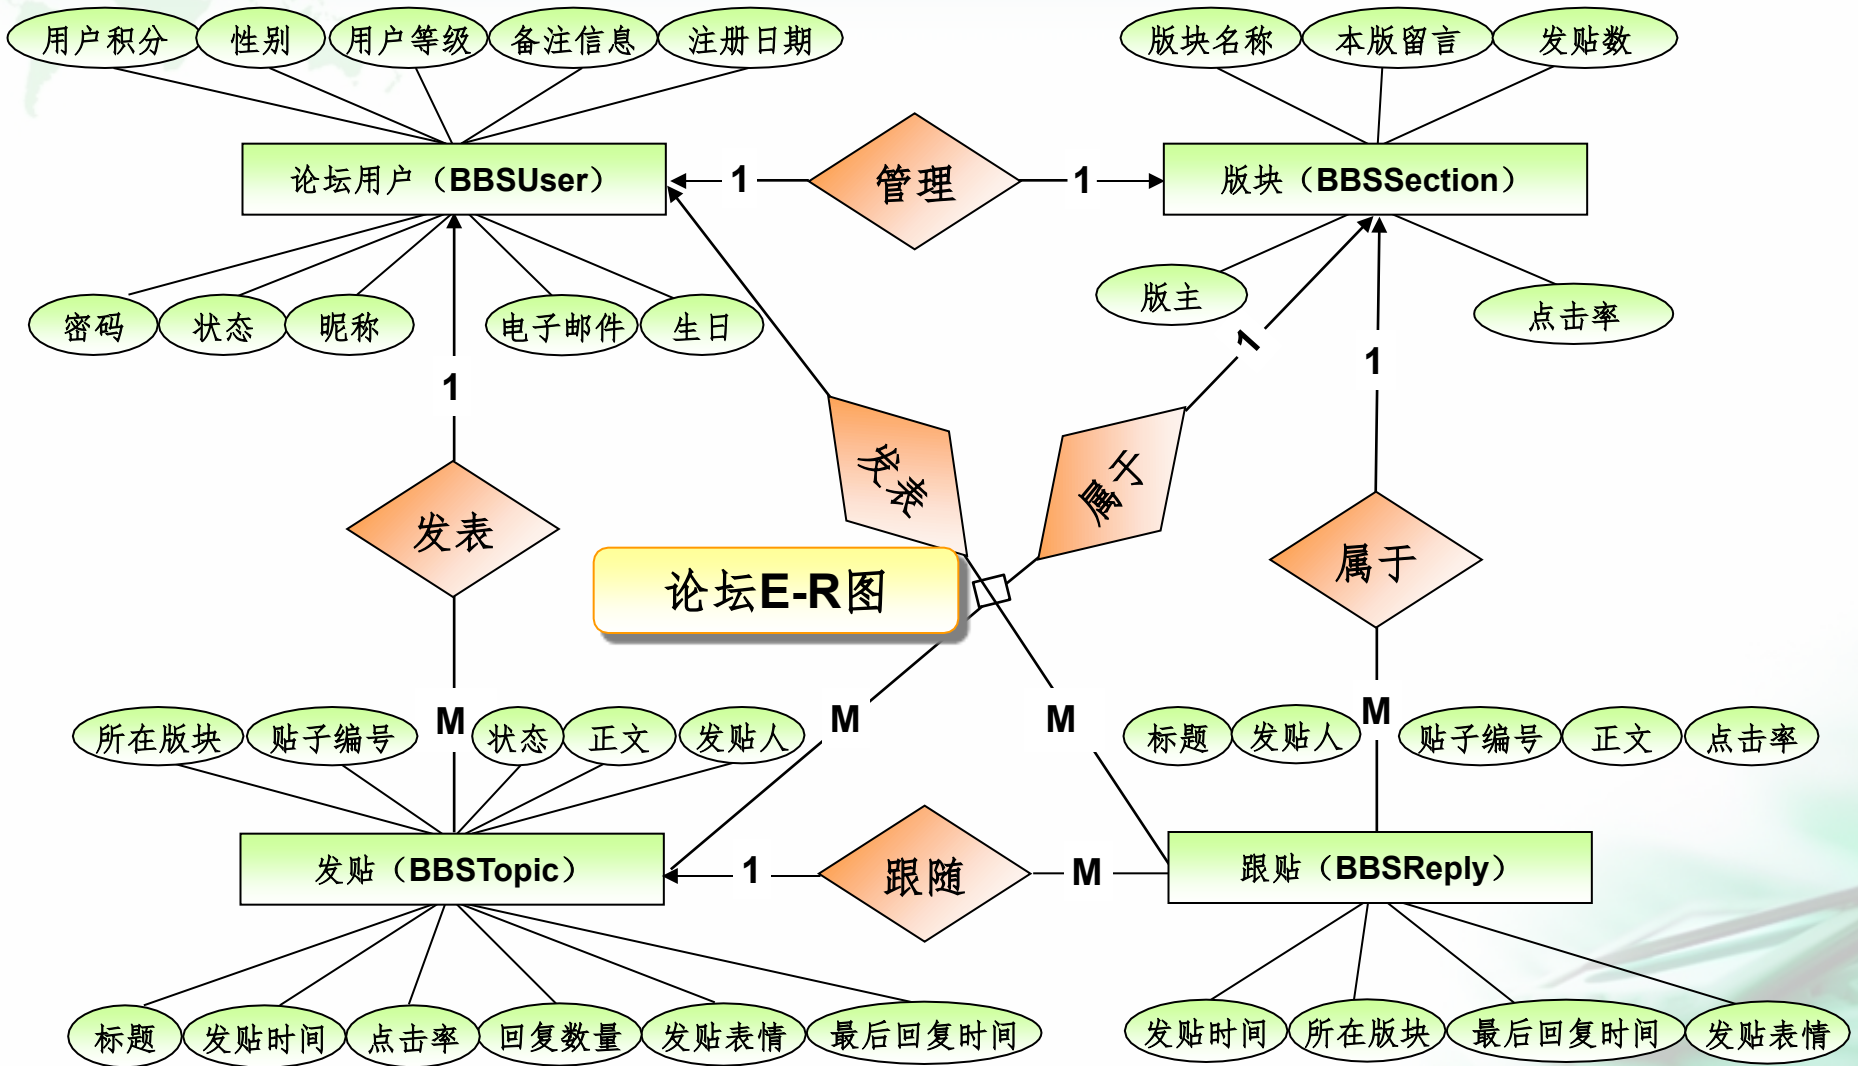 用户积分 性别 用户等级 备注信息 注册日期
版块名称 本版留言 发贴数
论坛用户（BBSUser）
1
管理
1
版块（BBSSection）
密码 状态 昵称 电子邮件 生日
版主
点击率
1
1
1
发表
发表
属于
属于
论坛E-R图
M
M
M
M
所在版块 贴子编号 状态 正文 发贴人
标题 发贴人 贴子编号 正文 点击率
发贴（BBSTopic）
1
跟随
M
跟贴（BBSReply）
标题 发贴时间 点击率 回复数量 发贴表情 最后回复时间
发贴时间 所在版块 最后回复时间 发贴表情